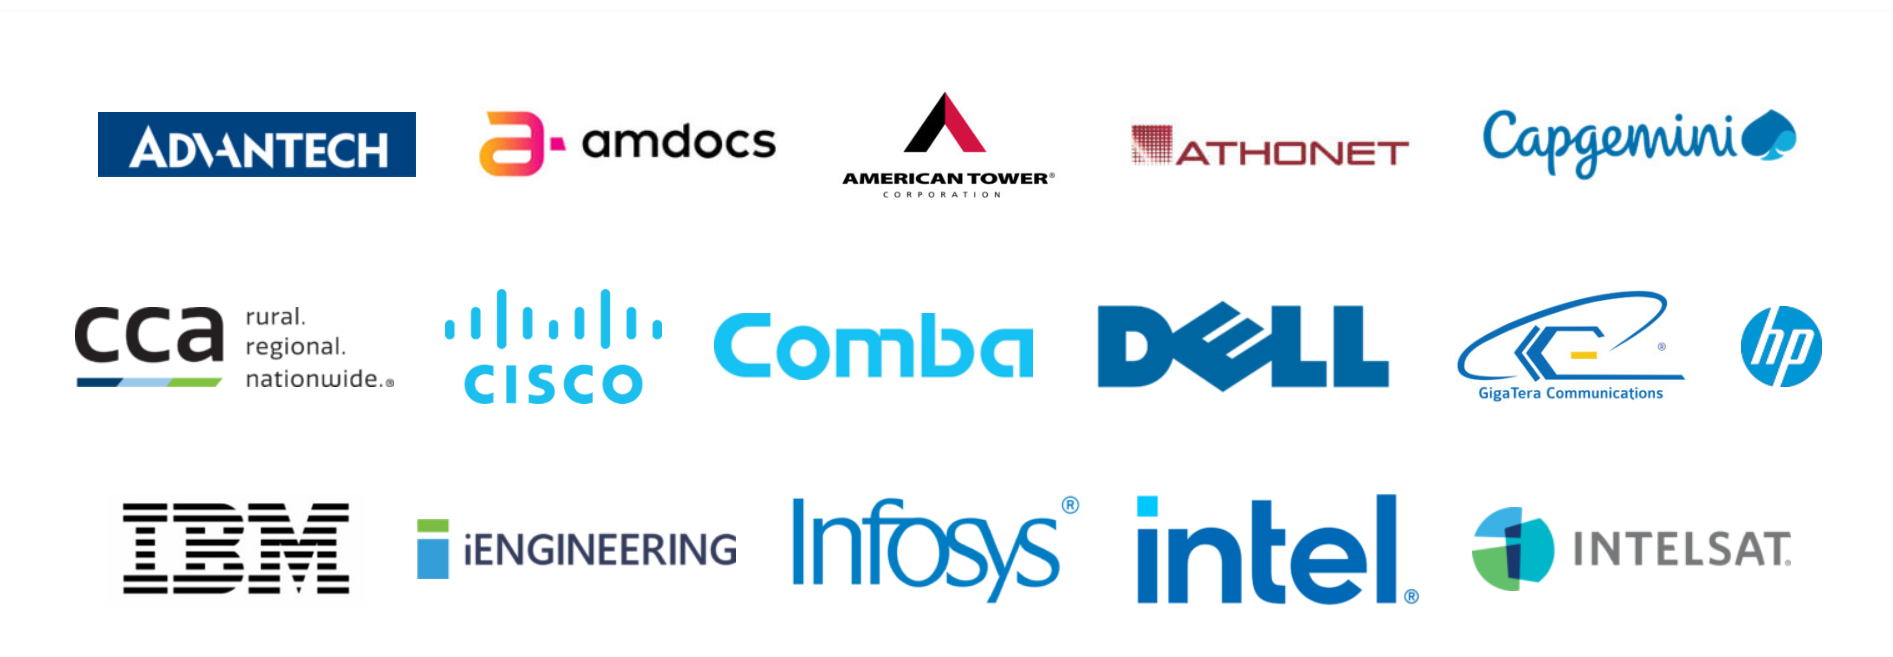 ADVANTECH
a amdocs
AMERICAN TOWER®
CORPORATION
ATHONET
Capgemini
cca rural.
regional.
nationwide.®
CISCO
Comba
DELL
®
GigaTera Communications
hp
IBM
iENGINEERING
Infosys®
intel®
INTELSAT®